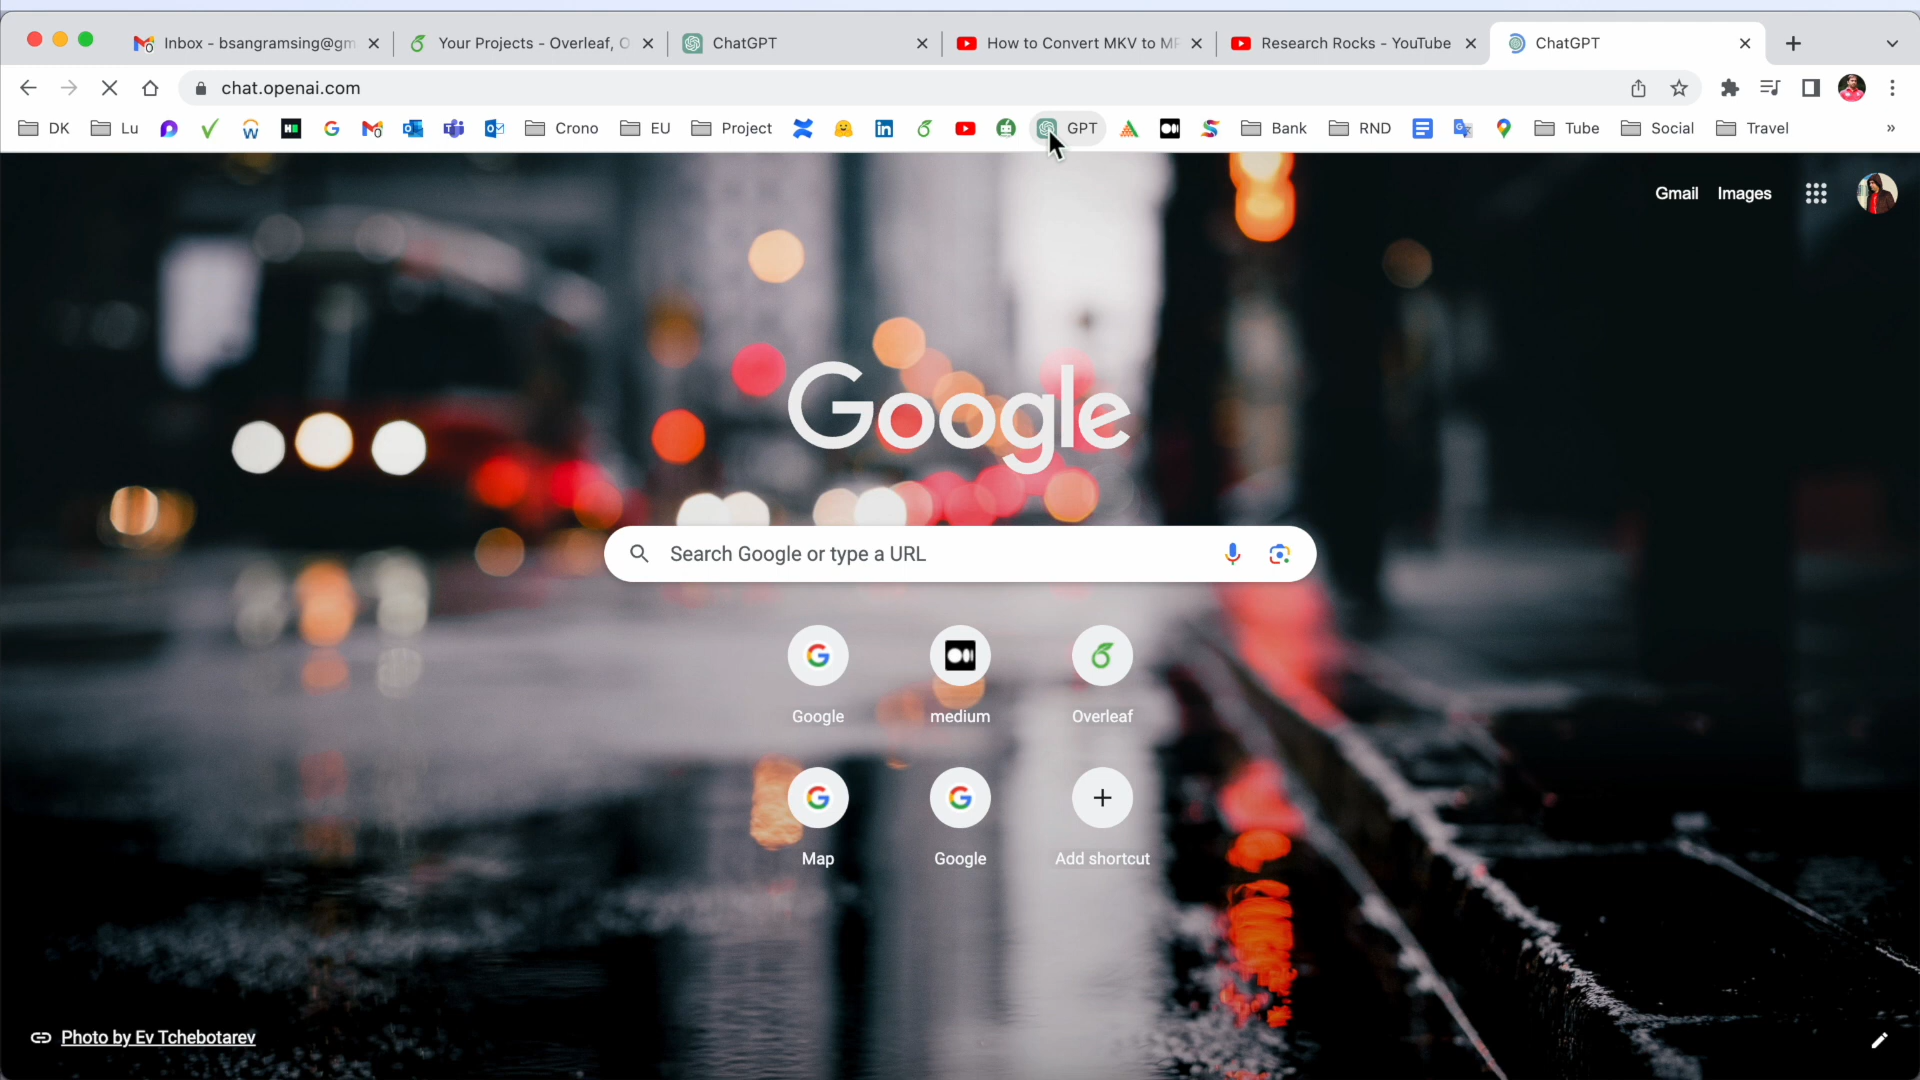 Inbox - bsangramsing@gm
Your Projects - Overleaf, O
ChatGPT
How to Convert MKV to MP
Research Rocks - YouTube
ChatGPT
chat.openai.com
DK
Lu
Crono
EU
Project
GPT
Bank
RND
Tube
Social
Travel
Gmail
Images
Google
Search Google or type a URL
Google
medium
Overleaf
Map
Google
Add shortcut
Photo by Ev Tchebotarev